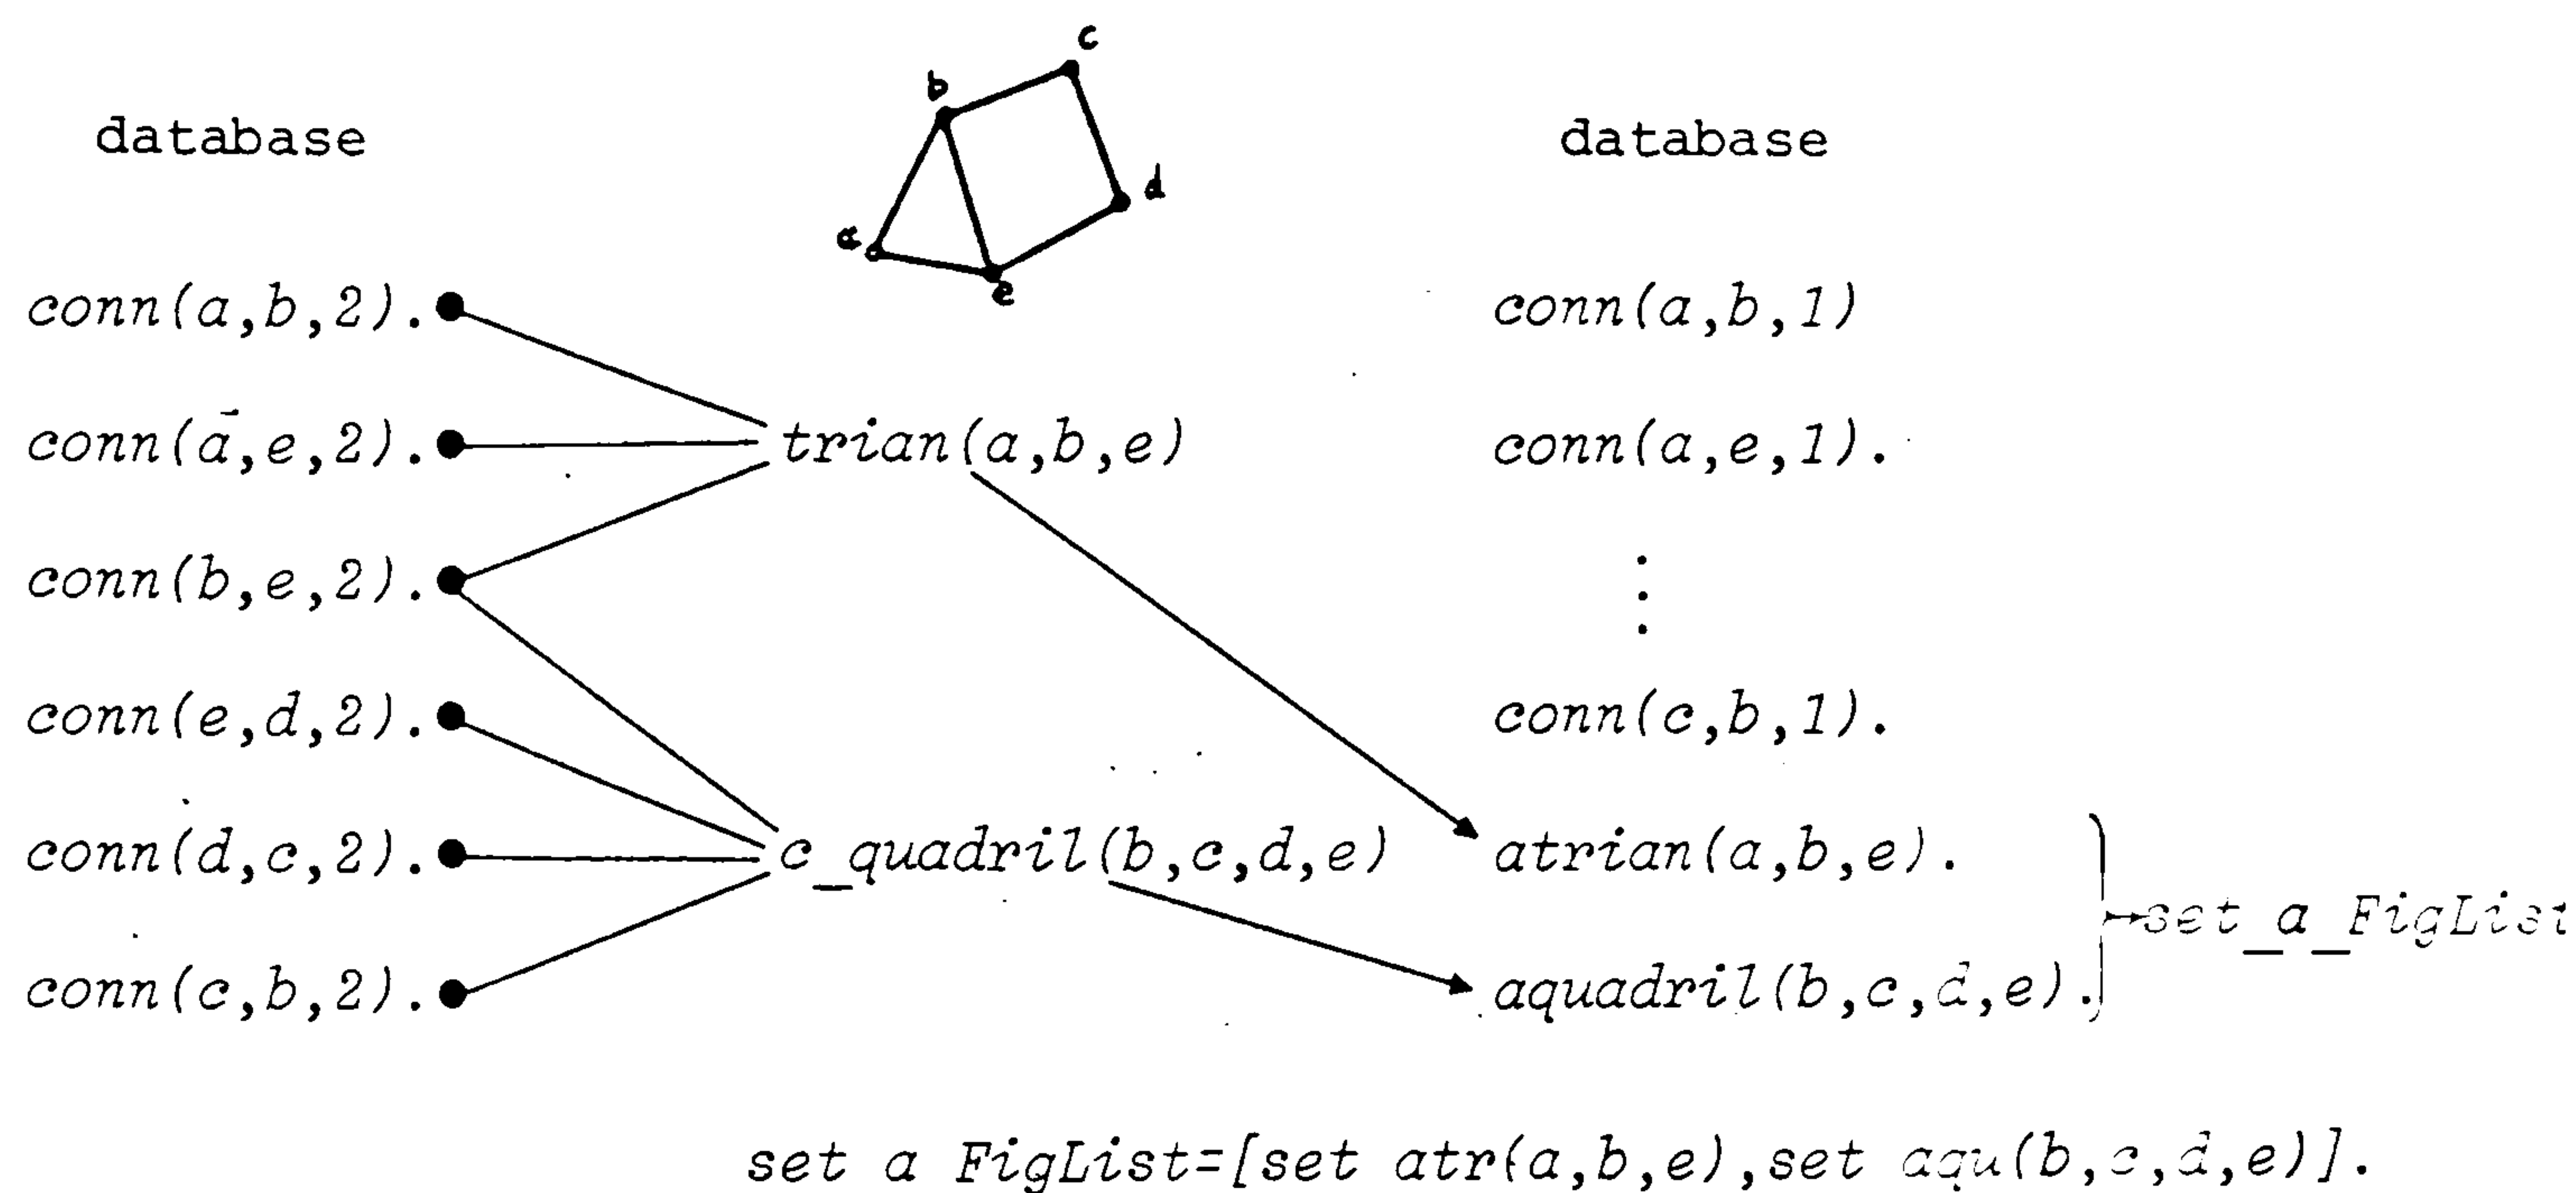 c
b
database
database
d
a
e
conn(a,b,2).
conn(a,b,1)
conn(a,e,2).
trian(a,b,e)
conn(a,e,1).
conn(b,e,2).
conn(e,d,2).
conn(c,b,1).
conn(d,c,2).
c_quadril(b,c,d,e)
atrian(a,b,e).
set_a_FigList
conn(c,b,2).
aquadril(b,c,d,e).
set a FigList=[set atr(a,b,e),set aqu(b,c,d,e)].